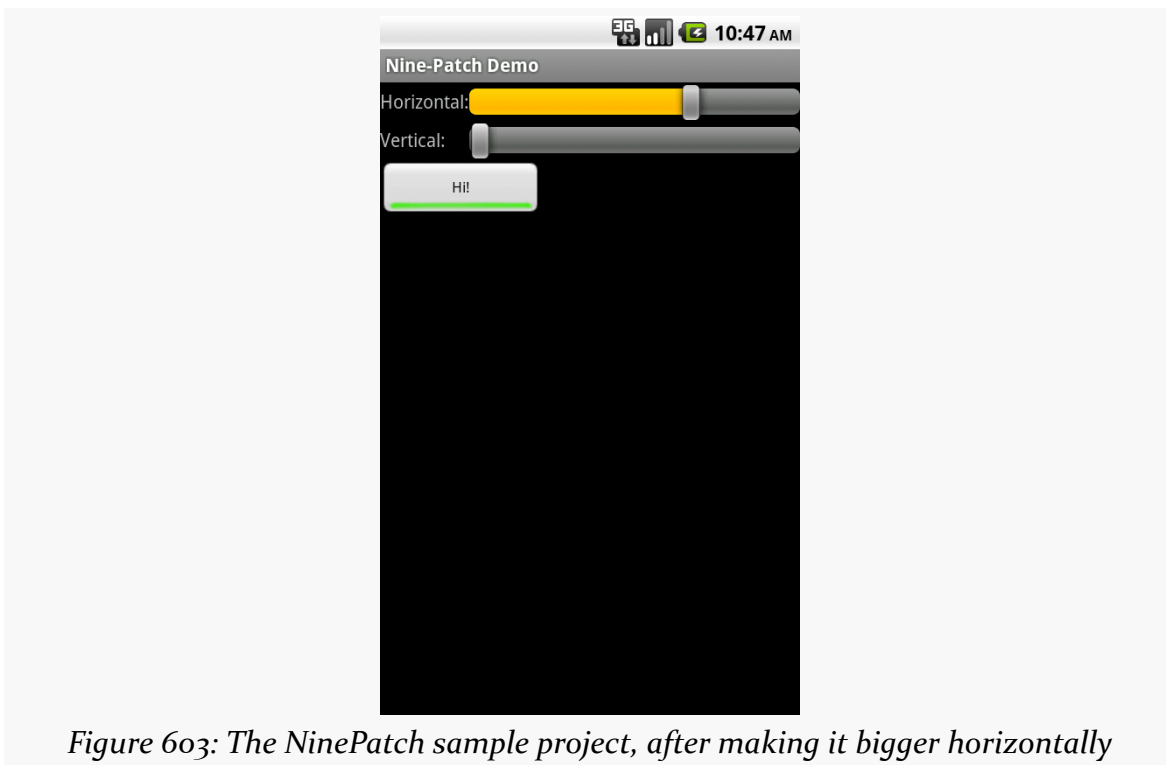 3G 10:47 AM
Nine-Patch Demo
Horizontal:
Vertical:
Hi!
Figure 603: The NinePatch sample project, after making it bigger horizontally